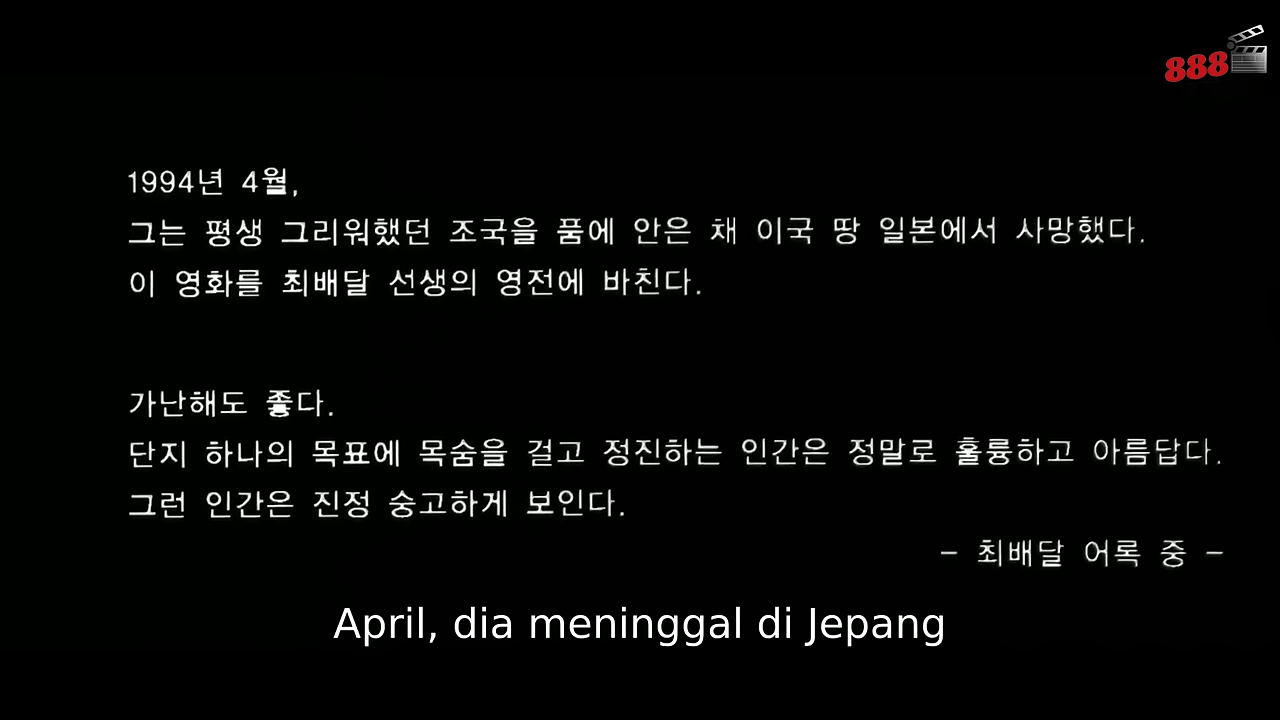 888
1994년 4월,
그는 평생 그리워했던 조국을 품에 안은 채 이국 땅 일본에서 사망했다.
이 영화를 최배달 선생의 영전에 바친다.
가난해도 좋다.
단지 하나의 목표에 목숨을 걸고 정진하는 인간은 정말로 훌륭하고 아름답다.
그런 인간은 진정 숭고하게 보인다.
– 최배달 어록 중 –
April, dia meninggal di Jepang